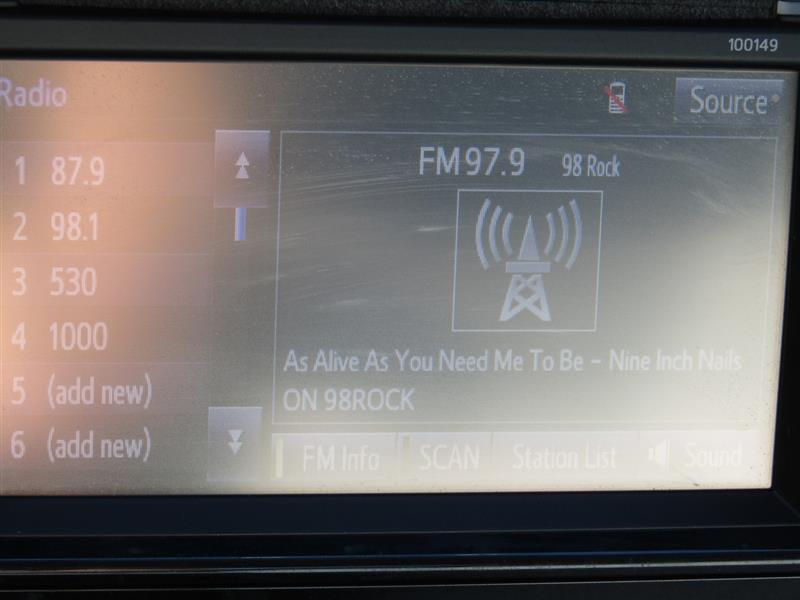 100149
Radio
Source
1 87.9
2 98.1
3 530
4 1000
5 (add new)
6 (add new)
FM 97.9 98 Rock
As Alive As You Need Me To Be - Nine Inch Nails
ON 98ROCK
FM Info SCAN Station List Sound